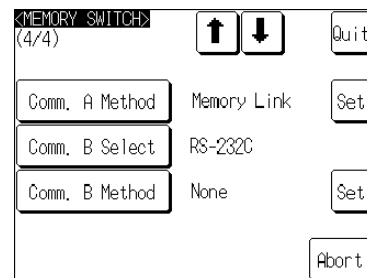 <MEMORY SWITCH>
(4/4)
Quit
Comm. A Method Memory Link Set
Comm. B Select RS-232C
Comm. B Method None Set
Abort